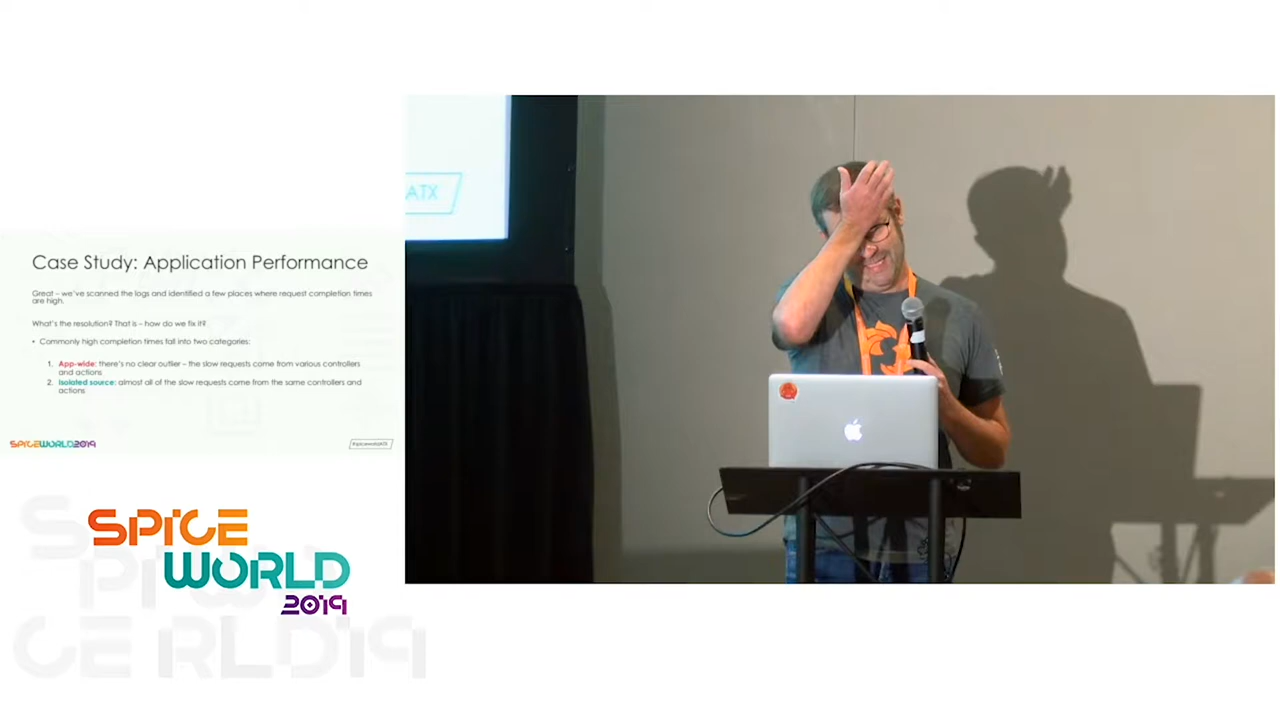 Case Study: Application Performance
Great – we've scanned the logs and identified a few places where request completion times
are high.
What's the resolution? That is – how do we fix it?
• Commonly high completion times fall into two categories:
1. App-wide: there's no clear outlier – the slow requests come from various controllers
and actions
2. Isolated source: almost all of the slow requests come from the same controllers and
actions
SPICEWORLD2019
SPICE
WORLD
2019
SPICE WORLD'19
ATX